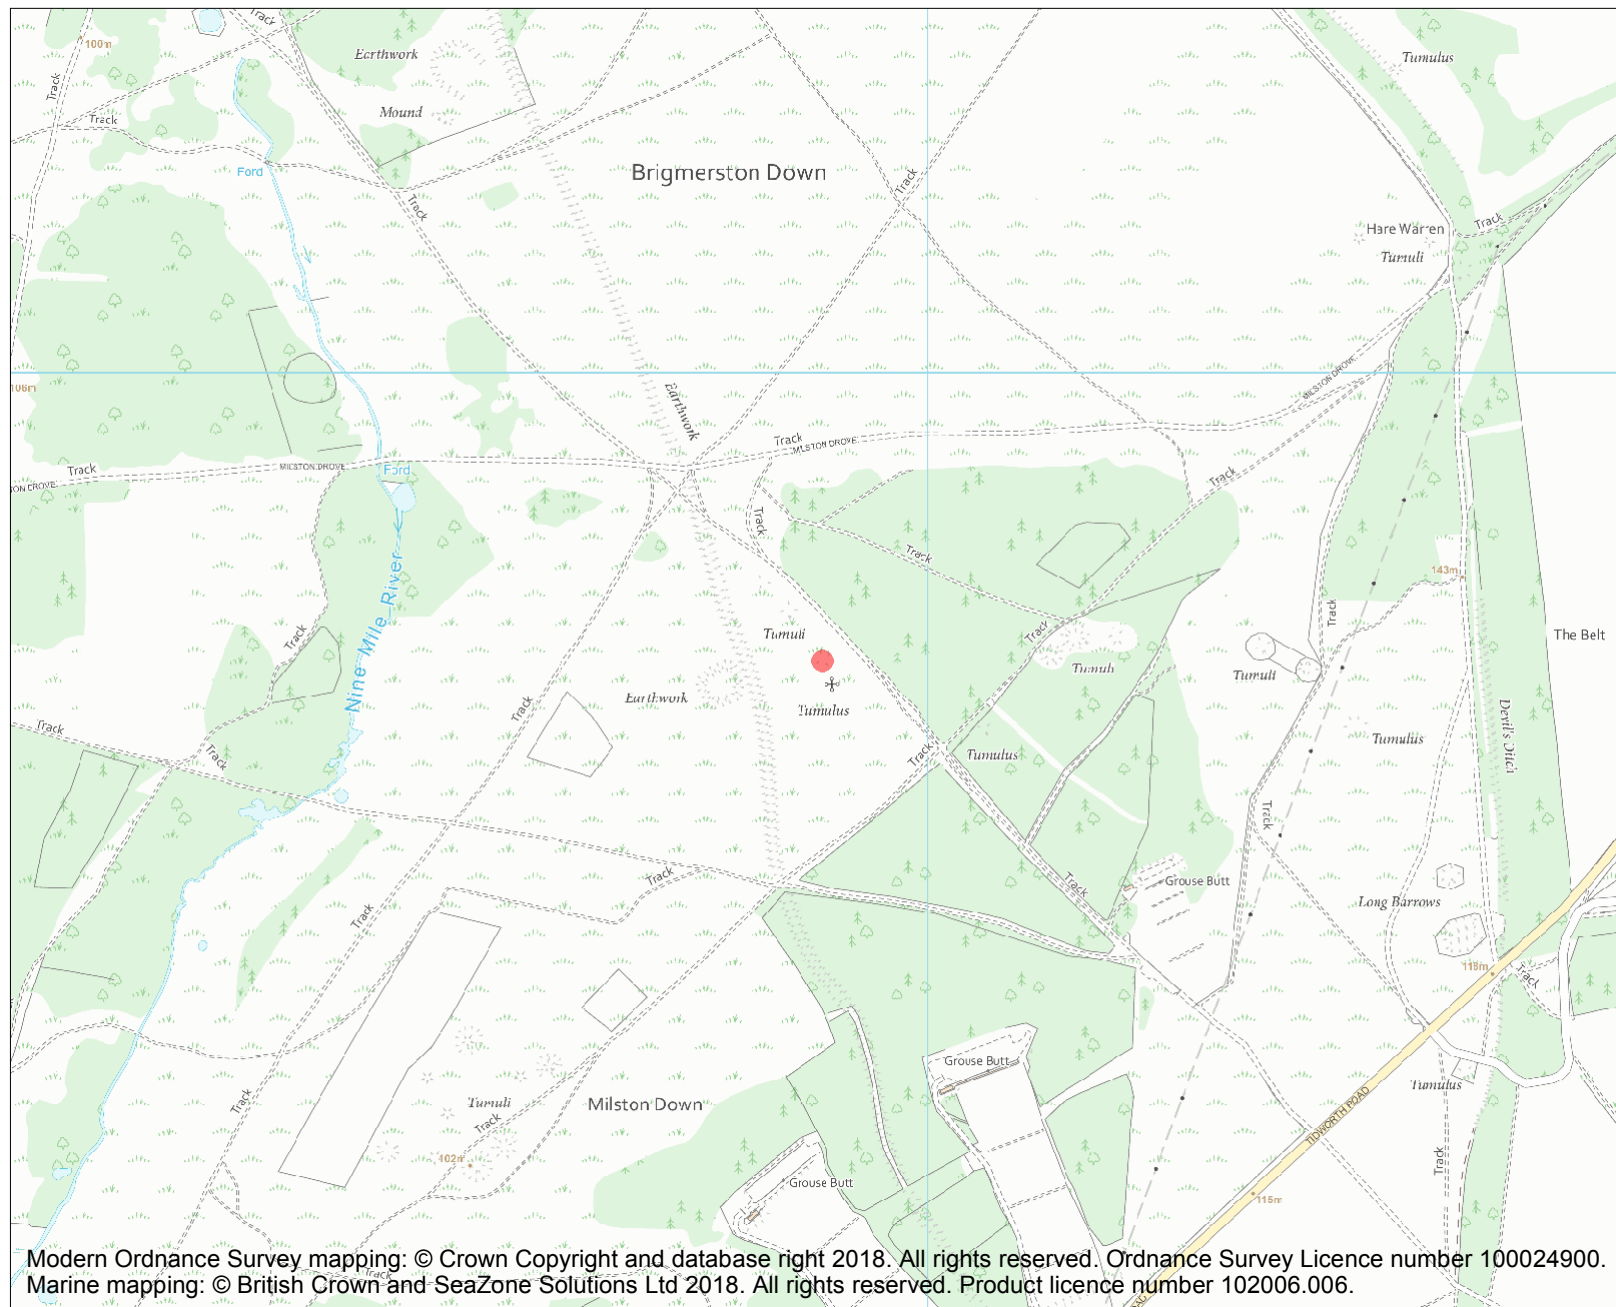 Track
100m
Earthwork
Tumulus
Track
Mound
Track
Ford
Brigmerston Down
Track
Track
Track
Hare Warren
Tumuli
106m
MILSTON DROVE
Earthwork
Track
MILSTON DROVE
Track
MILSTON DROVE
Ford
Track
Track
Track
143m
Nine Mile River
Track
Tumuli
Track
Track
The Belt
Tumuli
Tumuli
Earthwork
Tumulus
Track
Track
Track
Track
Tumulus
Tumulus
Devil's Ditch
Track
Track
Track
Grouse Butt
Long Barrows
Track
118m
Track
Grouse Butt
Track
Tumuli
Track
Milston Down
Tumulus
TIDWORTH ROAD
102m
Track
Grouse Butt
115m
Track
Modern Ordnance Survey mapping: © Crown Copyright and database right 2018. All rights reserved. Ordnance Survey Licence number 100024900.
Marine mapping: © British Crown and SeaZone Solutions Ltd 2018. All rights reserved. Product licence number 102006.006.